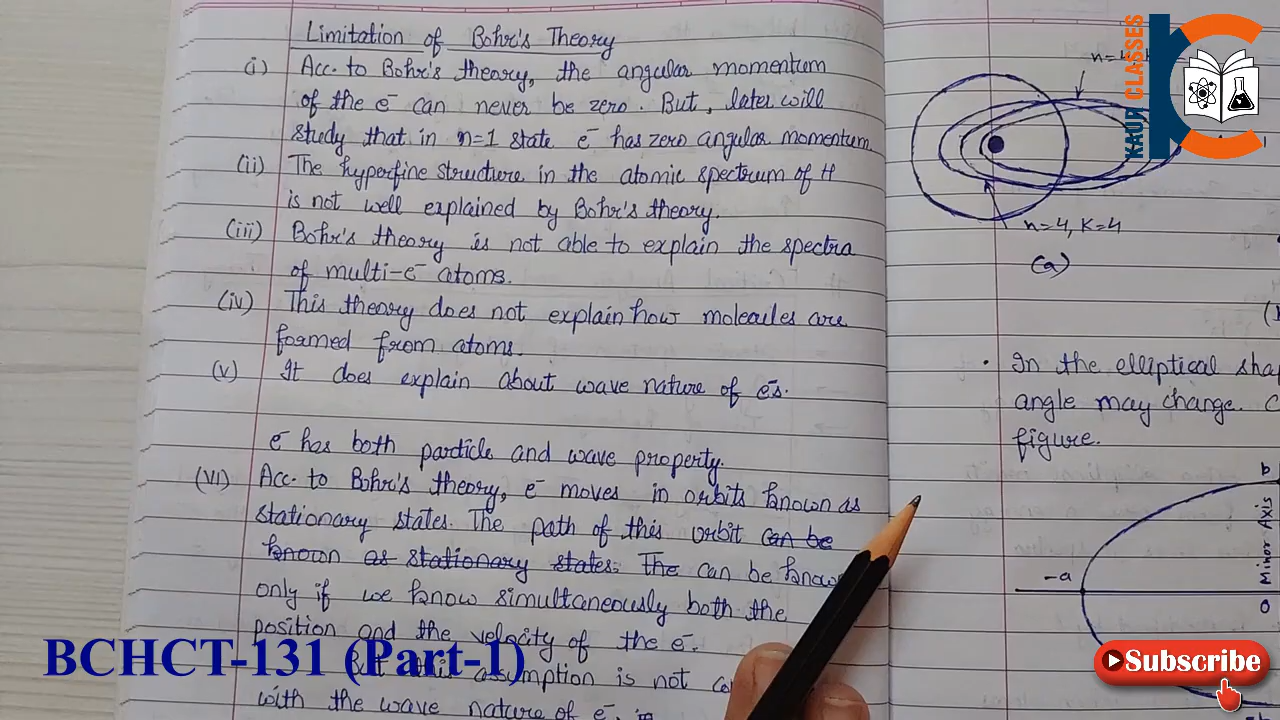 Limitation of Bohr's Theory
(i) Acc. to Bohr's theory, the angular momentum
of the e⁻ can never be zero. But, later will
study that in n=1 state e⁻ has zero angular momentum
(ii) The hyperfine structure in the atomic spectrum of H
is not well explained by Bohr's theory.
(iii) Bohr's theory is not able to explain the spectra
of multi-e⁻ atoms.
(iv) This theory does not explain how molecules are
formed from atoms.
(v) It does explain about wave nature of e⁻s.
e⁻ has both particle and wave property.
(VI) Acc. to Bohr's theory, e⁻ moves in orbits known as
stationary states. The path of this orbit can be
known as stationary states. The can be know
only if we know simultaneously both the
position and the velocity of the e⁻.
assumption is not
with the wave nature of e⁻. in
n=4, K=4
(a)
• In the elliptical sha
angle may change. C
figure.
b
-a
O
Minor Axis
KAUR CLASSES
BCHCT-131 (Part-1)
Subscribe